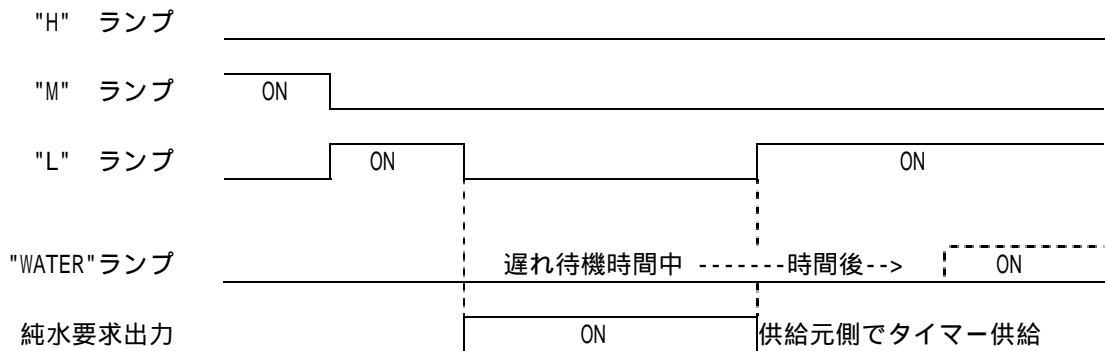 "H" ランプ
"M" ランプ ON
"L" ランプ ON ON
"WATER"ランプ 遅れ待機時間中 -------時間後--> ON
純水要求出力 ON 供給元側でタイマー供給